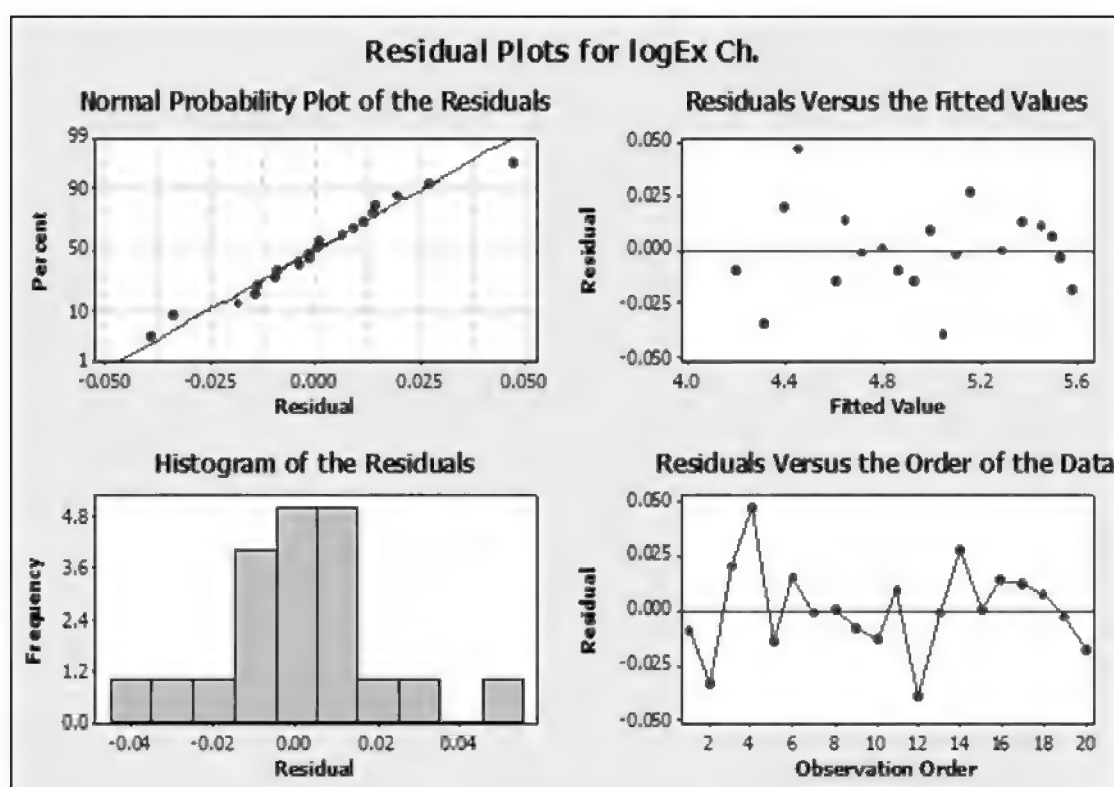 Residual Plots for logEx Ch.
Normal Probability Plot of the Residuals
99
90
50
10
1
Percent
-0.050 -0.025 0.000 0.025 0.050
Residual
Residuals Versus the Fitted Values
0.050
0.025
0.000
-0.025
-0.050
Residual
4.0 4.4 4.8 5.2 5.6
Fitted Value
Histogram of the Residuals
4.8
3.6
2.4
1.2
0.0
Frequency
-0.04 -0.02 0.00 0.02 0.04
Residual
Residuals Versus the Order of the Data
0.050
0.025
0.000
-0.025
-0.050
Residual
2 4 6 8 10 12 14 16 18 20
Observation Order